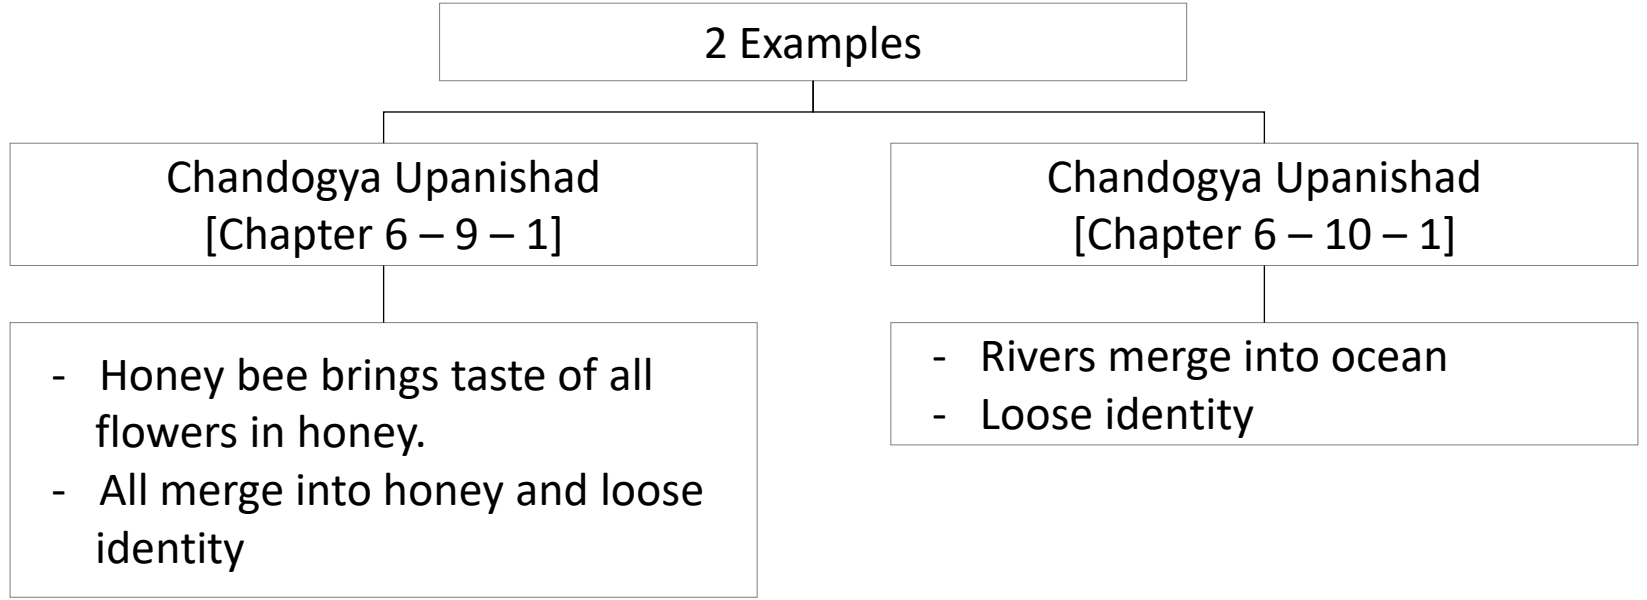 2 Examples
Chandogya Upanishad
[Chapter 6 – 9 – 1]
- Honey bee brings taste of all
flowers in honey.
- All merge into honey and loose
identity
Chandogya Upanishad
[Chapter 6 – 10 – 1]
- Rivers merge into ocean
- Loose identity